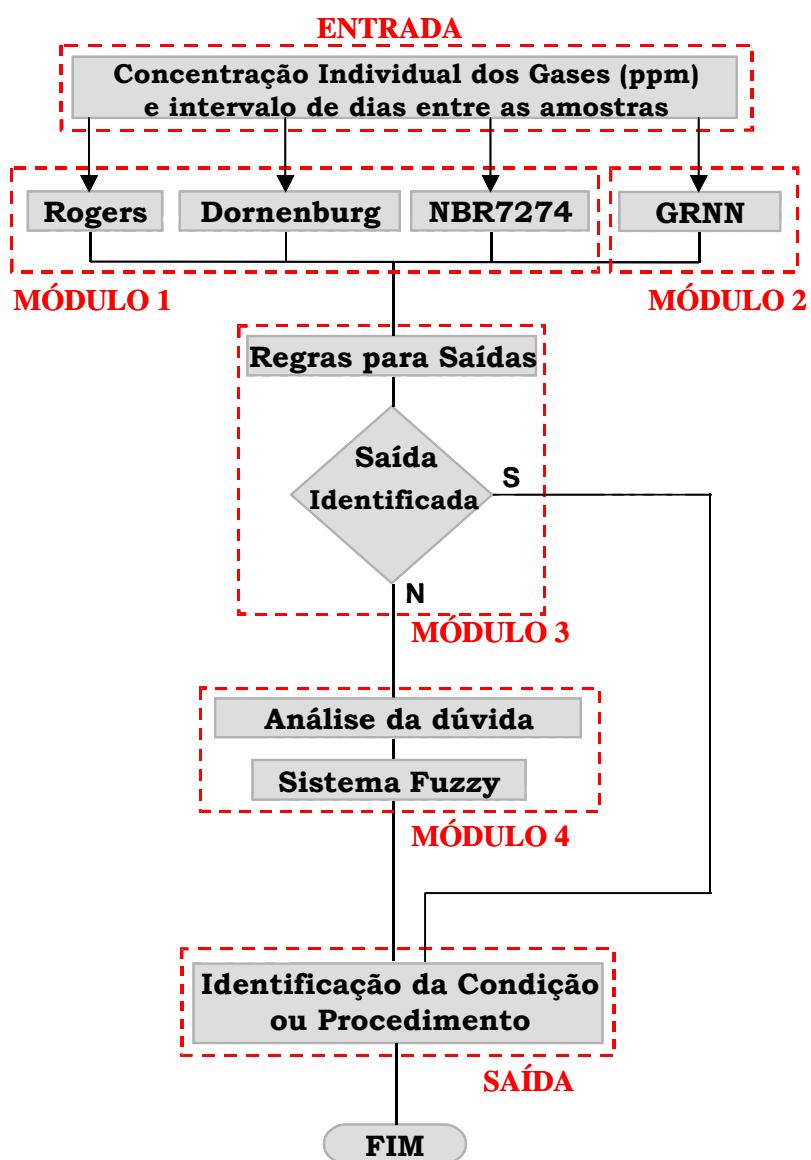 ENTRADA
Concentração Individual dos Gases (ppm)
e intervalo de dias entre as amostras
Rogers
Dornenburg
NBR7274
GRNN
MÓDULO 1
MÓDULO 2
Regras para Saídas
Saída
Identificada
S
N
MÓDULO 3
Análise da dúvida
Sistema Fuzzy
MÓDULO 4
Identificação da Condição
ou Procedimento
SAÍDA
FIM